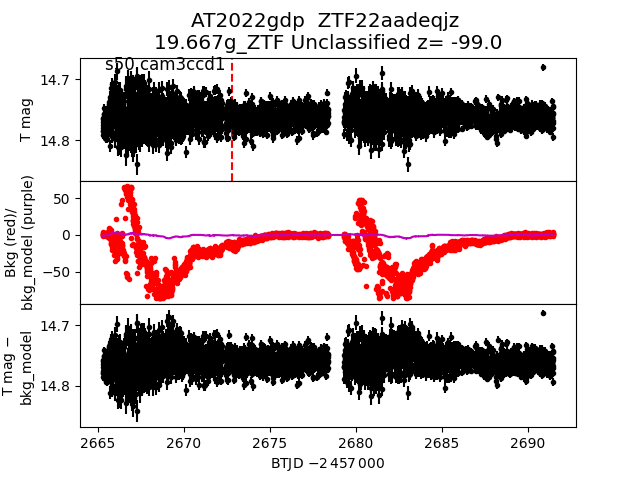 AT2022gdp  ZTF22aadeqjz
19.667g_ZTF Unclassified z= -99.0
s50 cam3ccd1
14.7
14.8
T mag
50
0
−50
Bkg (red)/
bkg_model (purple)
14.7
14.8
T mag −
bkg_model
2665 2670 2675 2680 2685 2690
BTJD −2 457 000